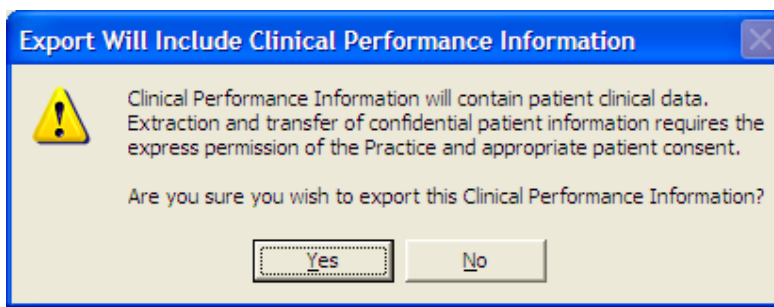 Export Will Include Clinical Performance Information
Clinical Performance Information will contain patient clinical data.
Extraction and transfer of confidential patient information requires the
express permission of the Practice and appropriate patient consent.
Are you sure you wish to export this Clinical Performance Information?
Yes
No